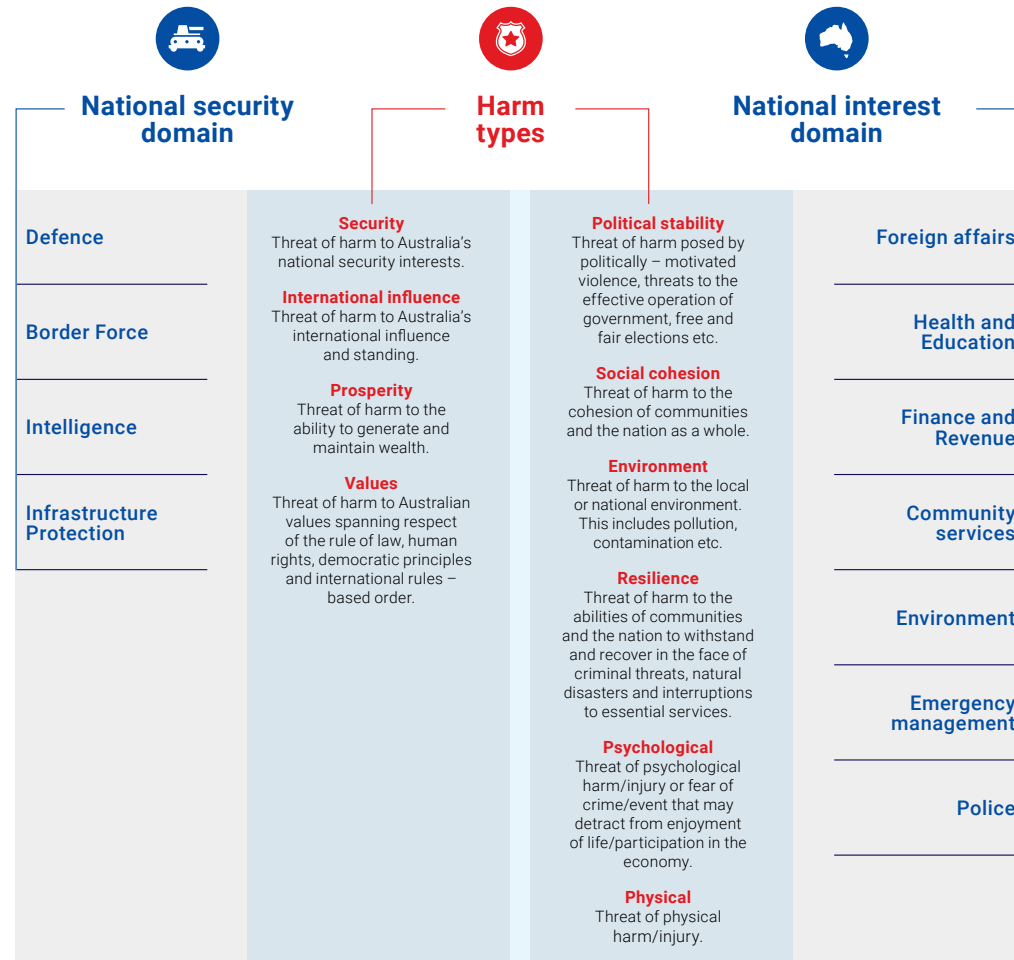 National security
domain
Harm
types
National interest
domain
Defence
Border Force
Intelligence
Infrastructure
Protection
Security
Threat of harm to Australia's
national security interests.
International influence
Threat of harm to Australia's
international influence
and standing.
Prosperity
Threat of harm to the
ability to generate and
maintain wealth.
Values
Threat of harm to Australian
values spanning respect
of the rule of law, human
rights, democratic principles
and international rules –
based order.
Political stability
Threat of harm posed by
politically – motivated
violence, threats to the
effective operation of
government, free and
fair elections etc.
Social cohesion
Threat of harm to the
cohesion of communities
and the nation as a whole.
Environment
Threat of harm to the local
or national environment.
This includes pollution,
contamination etc.
Resilience
Threat of harm to the
abilities of communities
and the nation to withstand
and recover in the face of
criminal threats, natural
disasters and interruptions
to essential services.
Psychological
Threat of psychological
harm/injury or fear of
crime/event that may
detract from enjoyment
of life/participation in the
economy.
Physical
Threat of physical
harm/injury.
Foreign affairs
Health and
Education
Finance and
Revenue
Community
services
Environment
Emergency
management
Police